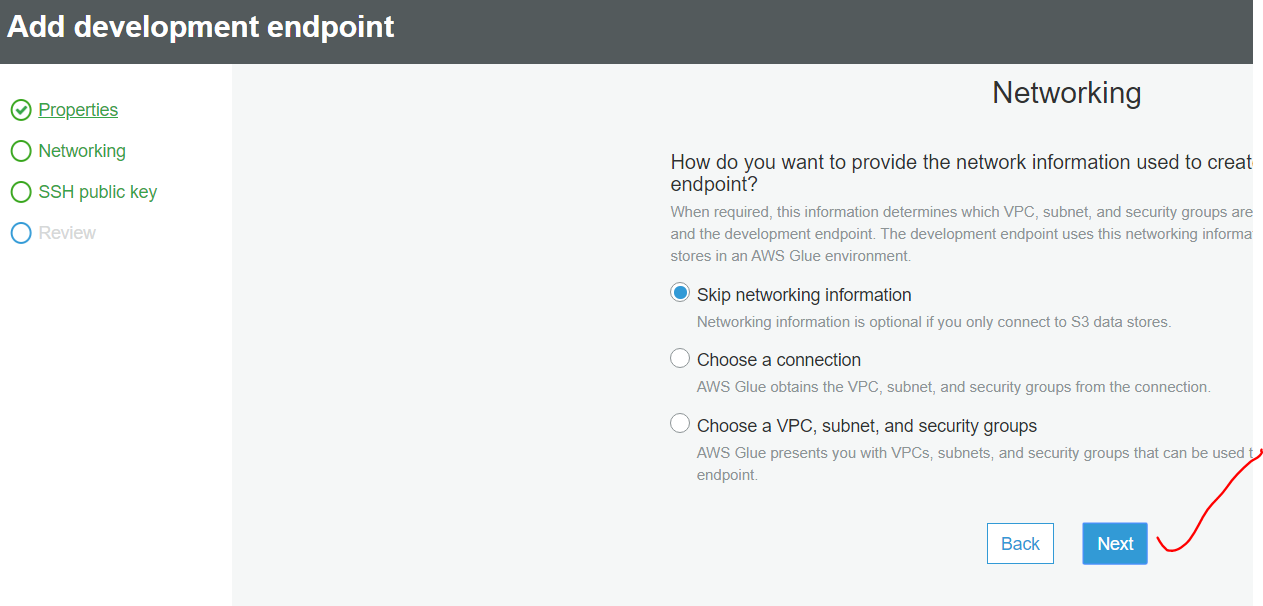 Add development endpoint
Properties
Networking
SSH public key
Review
Networking
How do you want to provide the network information used to creat
endpoint?
When required, this information determines which VPC, subnet, and security groups are
and the development endpoint. The development endpoint uses this networking informa
stores in an AWS Glue environment.
Skip networking information
Networking information is optional if you only connect to S3 data stores.
Choose a connection
AWS Glue obtains the VPC, subnet, and security groups from the connection.
Choose a VPC, subnet, and security groups
AWS Glue presents you with VPCs, subnets, and security groups that can be used t
endpoint.
Back
Next